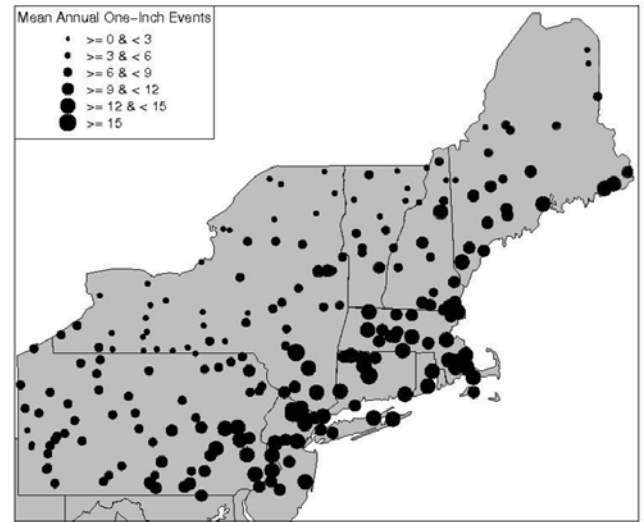 Mean Annual One-Inch Events
>= 0 & < 3
>= 3 & < 6
>= 6 & < 9
>= 9 & < 12
>= 12 & < 15
>= 15